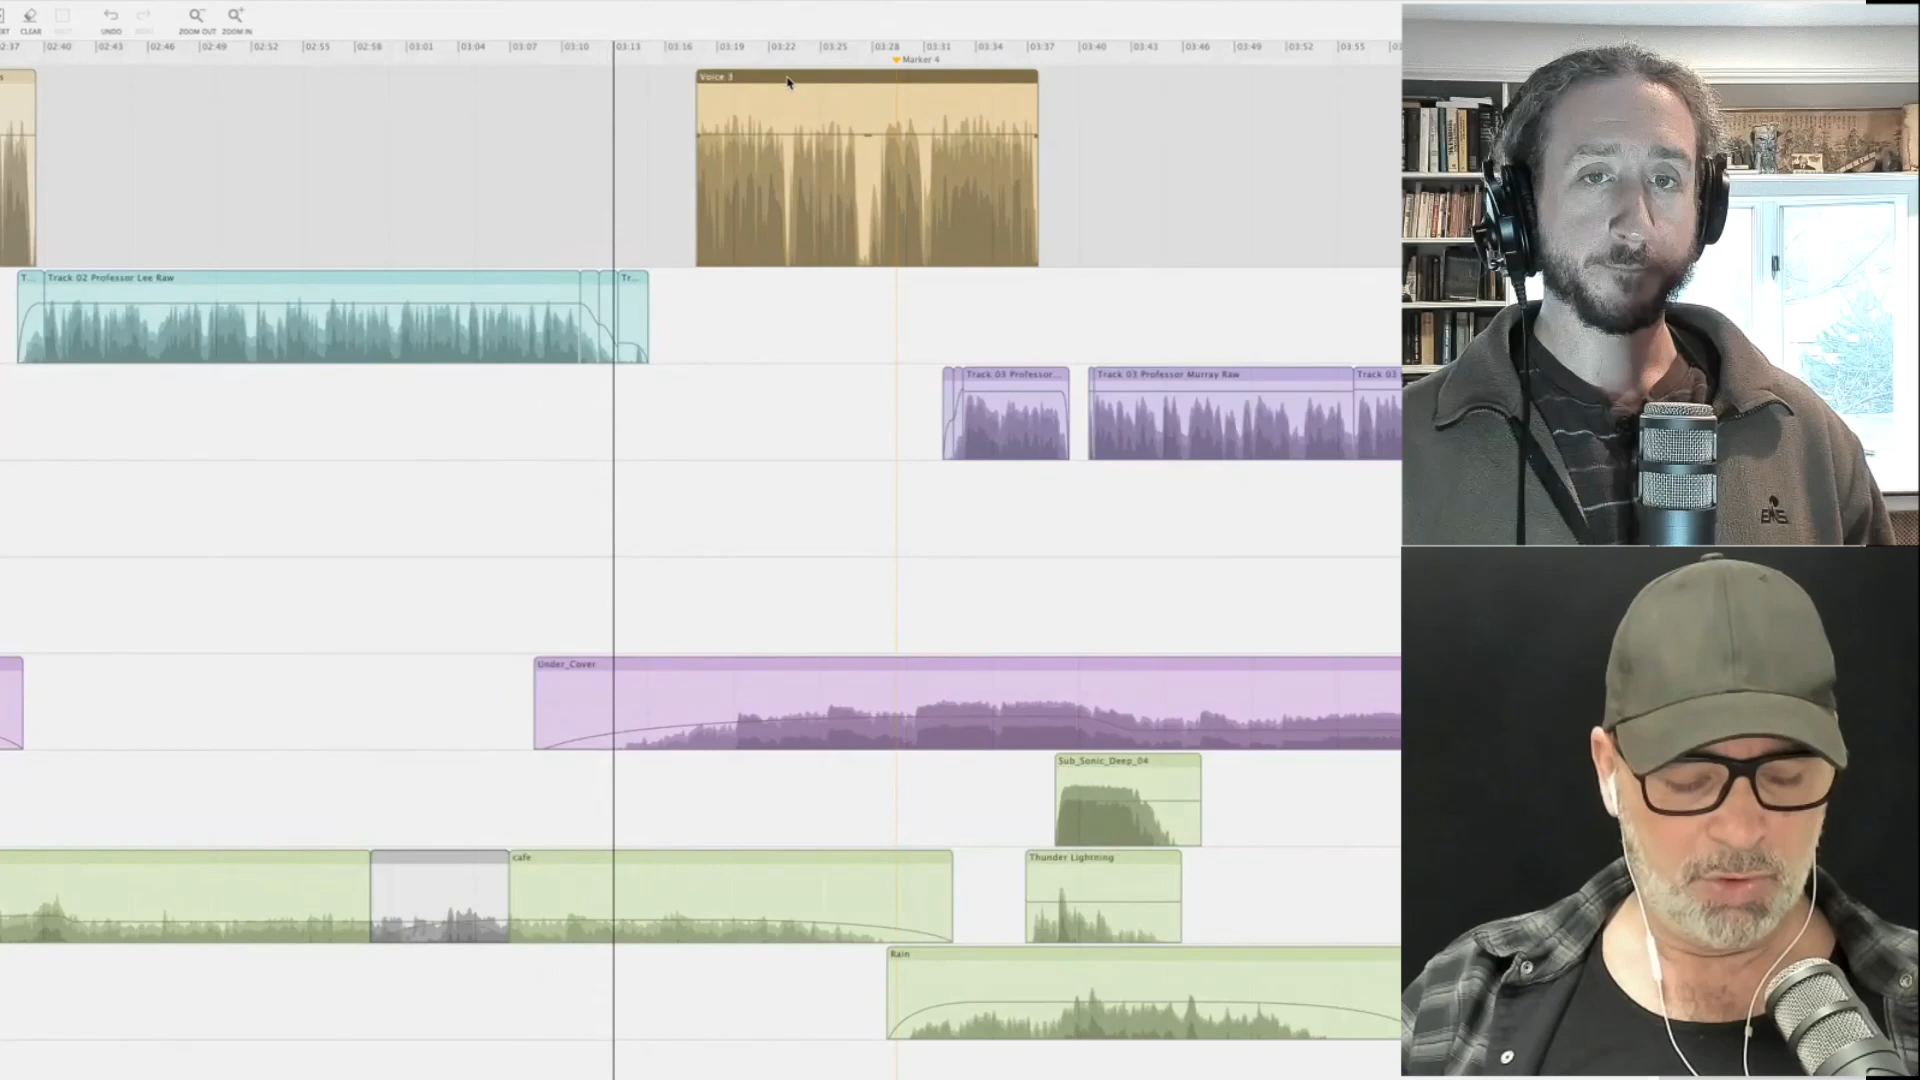 CLEAR
UNDO
ZOOM OUT
ZOOM IN
02:40
02:43
02:46
02:49
02:52
02:55
02:58
03:01
03:04
03:07
03:10
03:13
03:16
03:19
03:22
03:25
03:28
03:31
03:34
03:37
03:40
03:43
03:46
03:49
03:52
03:55
Marker 4
Voice 3
T...
Track 02 Professor Lee Raw
Tr...
Track 03 Professor...
Track 03 Professor Murray Raw
Track 03
Under_Cover
Sub_Sonic_Deep_04
cafe
Thunder Lightning
Rain
EMS